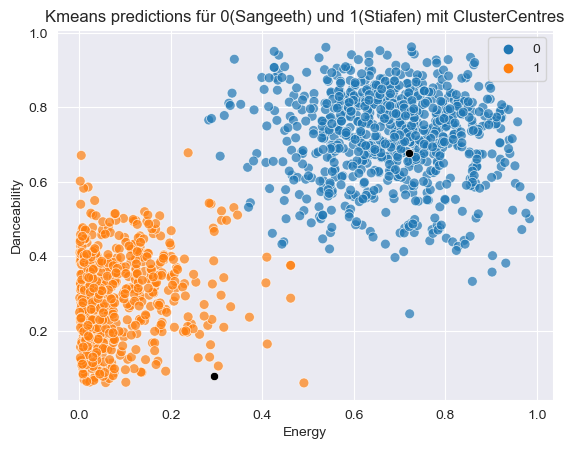 Kmeans predictions für 0(Sangeeth) und 1(Stiafen) mit ClusterCentres
1.0
0.8
0.6
0.4
0.2
Danceability
0
1
0.0 0.2 0.4 0.6 0.8 1.0
Energy